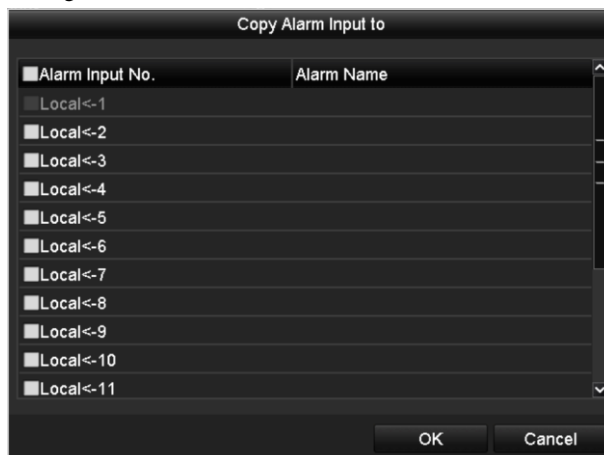 Copy Alarm Input to
Alarm Input No. Alarm Name
Local<-1
Local<-2
Local<-3
Local<-4
Local<-5
Local<-6
Local<-7
Local<-8
Local<-9
Local<-10
Local<-11
OK Cancel